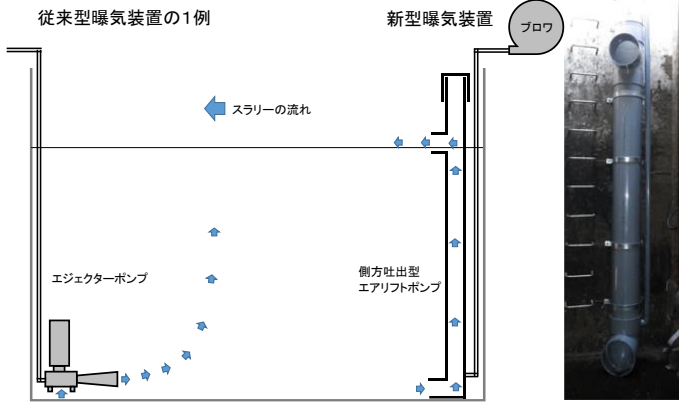 従来型曝気装置の1例
新型曝気装置
ブロワ
スラリーの流れ
エジェクターポンプ
側方吐出型
エアリフトポンプ